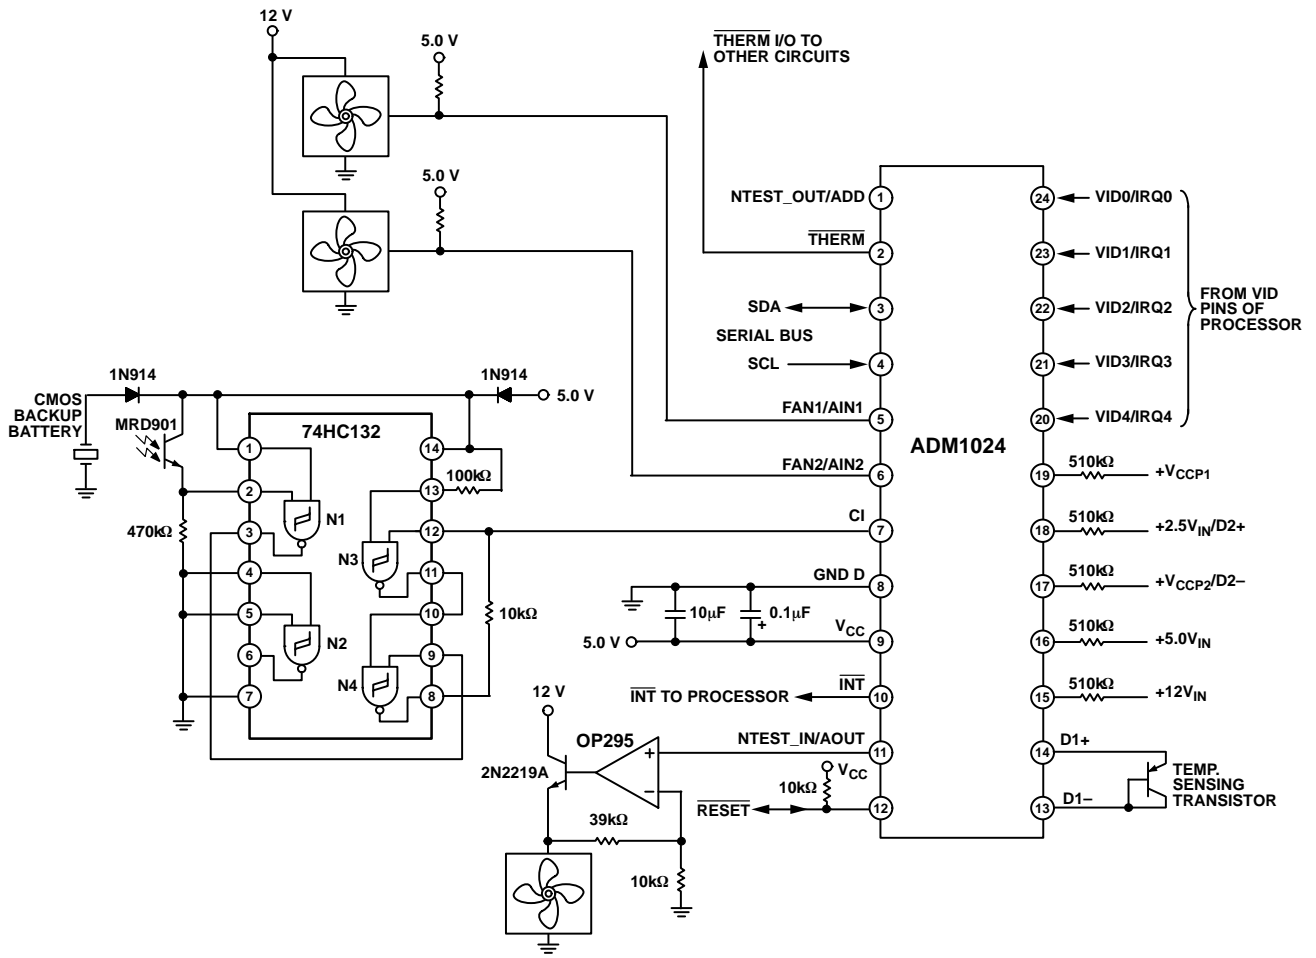 12 V
5.0 V
THERM I/O TO
OTHER CIRCUITS
5.0 V
NTEST_OUT/ADD
1
24
VID0/IRQ0
THERM
2
23
VID1/IRQ1
SDA
3
22
VID2/IRQ2
FROM VID
PINS OF
PROCESSOR
SERIAL BUS
SCL
4
21
VID3/IRQ3
FAN1/AIN1
5
20
VID4/IRQ4
ADM1024
FAN2/AIN2
6
19
510kΩ
+VCCP1
CI
7
18
510kΩ
+2.5VIN/D2+
GND D
8
17
510kΩ
+VCCP2/D2–
10μF
0.1μF
+
5.0 V
VCC
9
16
510kΩ
+5.0VIN
INT TO PROCESSOR
INT
10
15
510kΩ
+12VIN
NTEST_IN/AOUT
11
14
D1+
TEMP.
SENSING
TRANSISTOR
RESET
10kΩ
VCC
12
13
D1–
CMOS
BACKUP
BATTERY
1N914
1N914
5.0 V
MRD901
74HC132
1
14
100kΩ
2
13
470kΩ
N1
3
12
N3
4
11
5
10
10kΩ
N2
6
9
N4
7
8
12 V
OP295
+
–
2N2219A
39kΩ
10kΩ